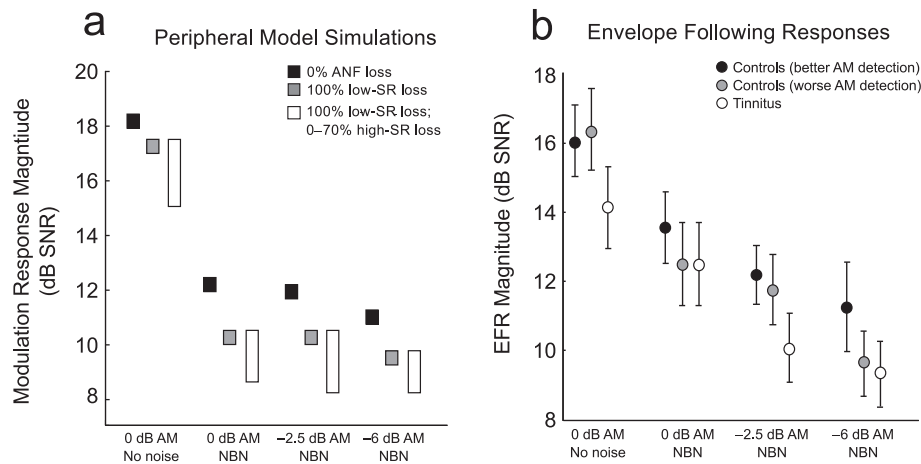 a
Peripheral Model Simulations
0% ANF loss
100% low-SR loss
100% low-SR loss;
0–70% high-SR loss
Modulation Response Magntiude
(dB SNR)
20
18
16
14
12
10
8
0 dB AM
No noise
0 dB AM
NBN
–2.5 dB AM
NBN
–6 dB AM
NBN
b
Envelope Following Responses
Controls (better AM detection)
Controls (worse AM detection)
Tinnitus
EFR Magnitude (dB SNR)
18
16
14
12
10
8
0 dB AM
No noise
0 dB AM
NBN
–2.5 dB AM
NBN
–6 dB AM
NBN